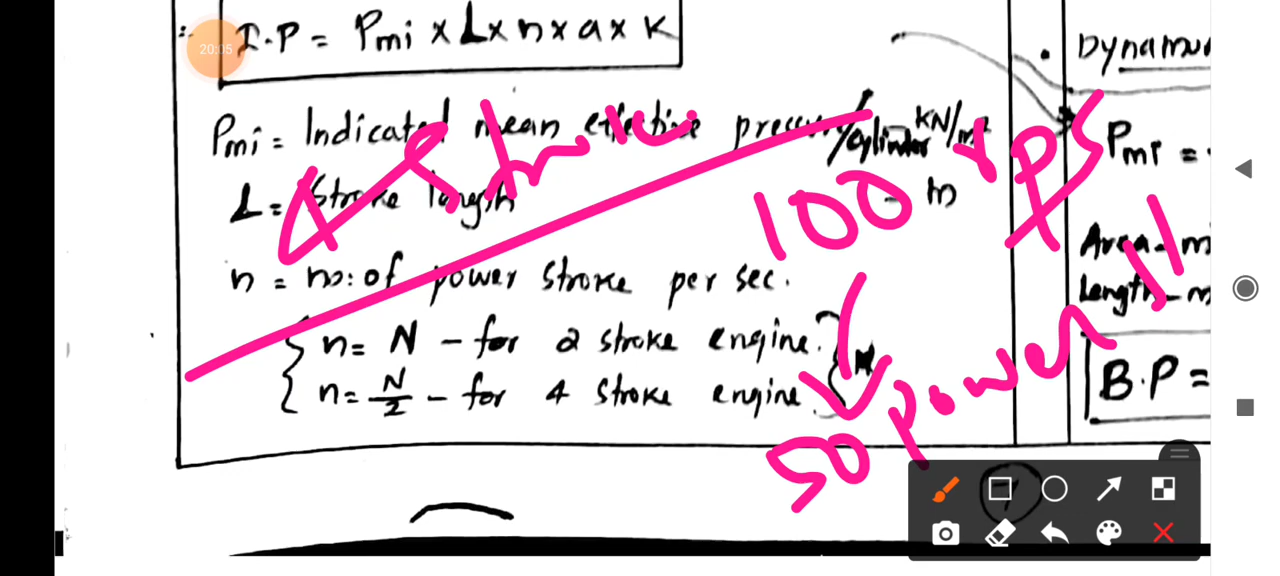 I.P = Pmi x L x n x a x K
20:05
Pmi = Indicated mean effective pressure/cylinder KN/m²
L = Stroke length - m
n = no: of power stroke per sec.
n = N - for 2 stroke engine.
n = N/2 - for 4 stroke engine.
4 Stroke
100 rps
50 power
Dynamo
Pmi =
Area - m
Length - m
B.P =